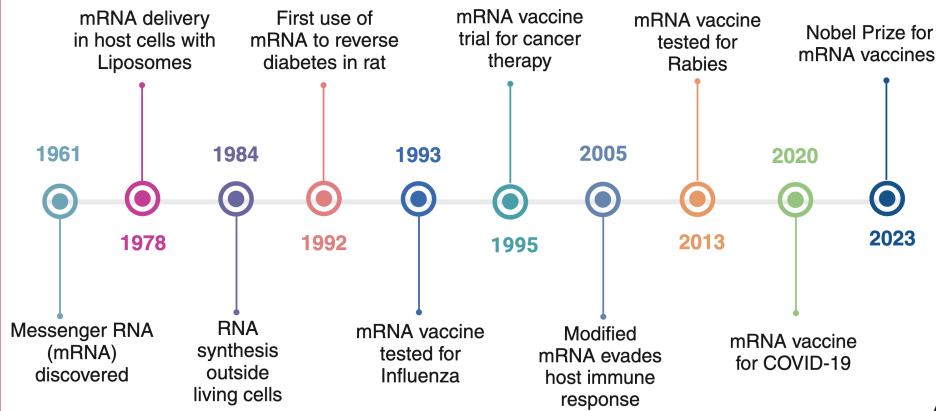 mRNA delivery
in host cells with
Liposomes
First use of
mRNA to reverse
diabetes in rat
mRNA vaccine
trial for cancer
therapy
mRNA vaccine
tested for
Rabies
Nobel Prize for
mRNA vaccines
1961
1984
1993
2005
2020
1978
1992
1995
2013
2023
Messenger RNA
(mRNA)
discovered
RNA
synthesis
outside
living cells
mRNA vaccine
tested for
Influenza
Modified
mRNA evades
host immune
response
mRNA vaccine
for COVID-19